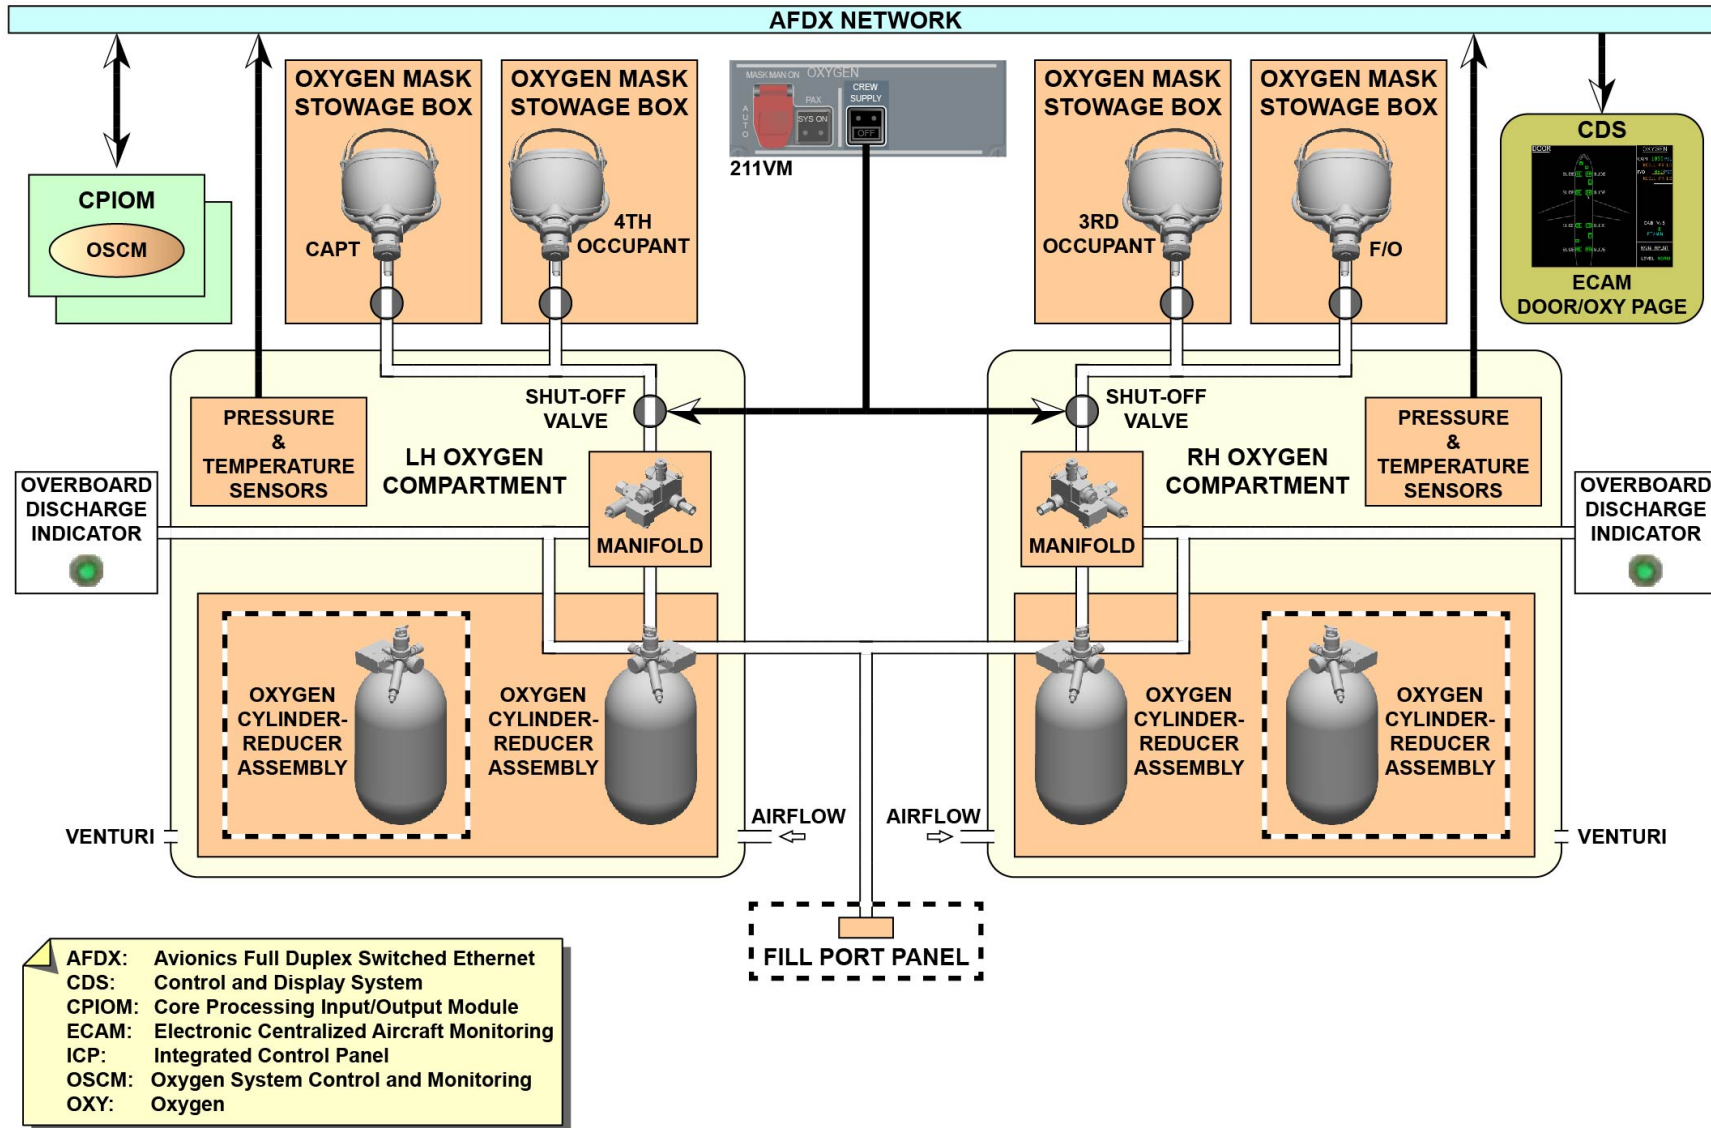 AFDX NETWORK
OXYGEN MASK
STOWAGE BOX
CAPT
OXYGEN MASK
STOWAGE BOX
4TH
OCCUPANT
MASK MAN ON
OXYGEN
AUTO
PAX
SYS ON
CREW
SUPPLY
OFF
211VM
OXYGEN MASK
STOWAGE BOX
3RD
OCCUPANT
OXYGEN MASK
STOWAGE BOX
F/O
CDS
DOOR
OXYGEN
ECAM
DOOR/OXY PAGE
CPIOM
OSCM
PRESSURE
&
TEMPERATURE
SENSORS
SHUT-OFF
VALVE
LH OXYGEN
COMPARTMENT
MANIFOLD
OVERBOARD
DISCHARGE
INDICATOR
SHUT-OFF
VALVE
RH OXYGEN
COMPARTMENT
MANIFOLD
PRESSURE
&
TEMPERATURE
SENSORS
OVERBOARD
DISCHARGE
INDICATOR
OXYGEN
CYLINDER-
REDUCER
ASSEMBLY
OXYGEN
CYLINDER-
REDUCER
ASSEMBLY
OXYGEN
CYLINDER-
REDUCER
ASSEMBLY
OXYGEN
CYLINDER-
REDUCER
ASSEMBLY
VENTURI
AIRFLOW
AIRFLOW
VENTURI
FILL PORT PANEL
AFDX: Avionics Full Duplex Switched Ethernet
CDS: Control and Display System
CPIOM: Core Processing Input/Output Module
ECAM: Electronic Centralized Aircraft Monitoring
ICP: Integrated Control Panel
OSCM: Oxygen System Control and Monitoring
OXY: Oxygen